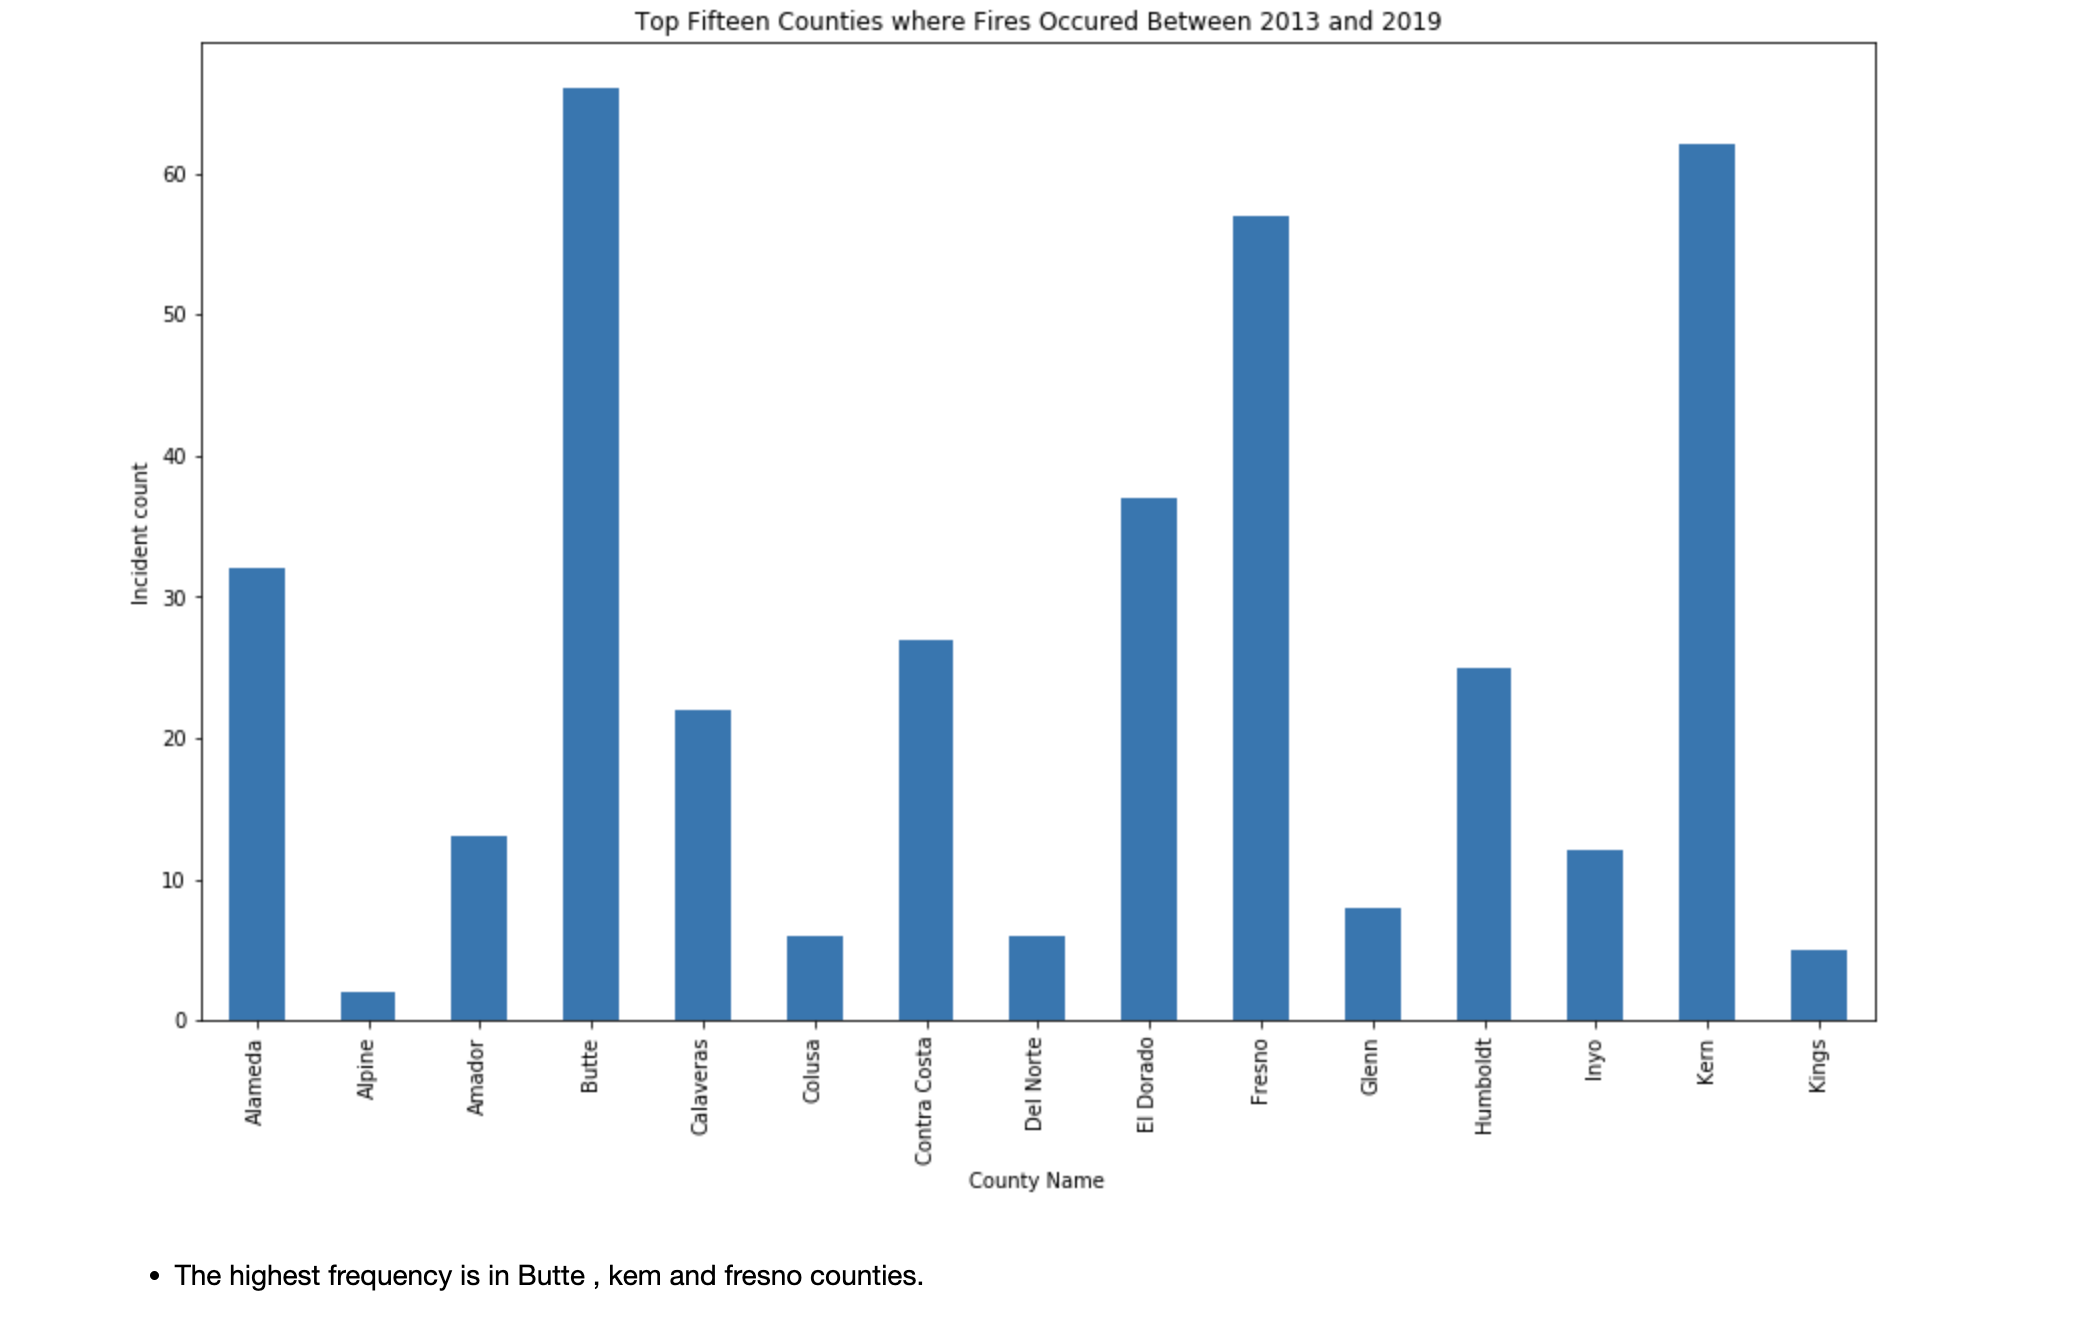 Top Fifteen Counties where Fires Occured Between 2013 and 2019
60
50
40
30
20
10
0
Incident count
Alameda
Alpine
Amador
Butte
Calaveras
Colusa
Contra Costa
Del Norte
El Dorado
Fresno
Glenn
Humboldt
Inyo
Kern
Kings
County Name
• The highest frequency is in Butte , kem and fresno counties.